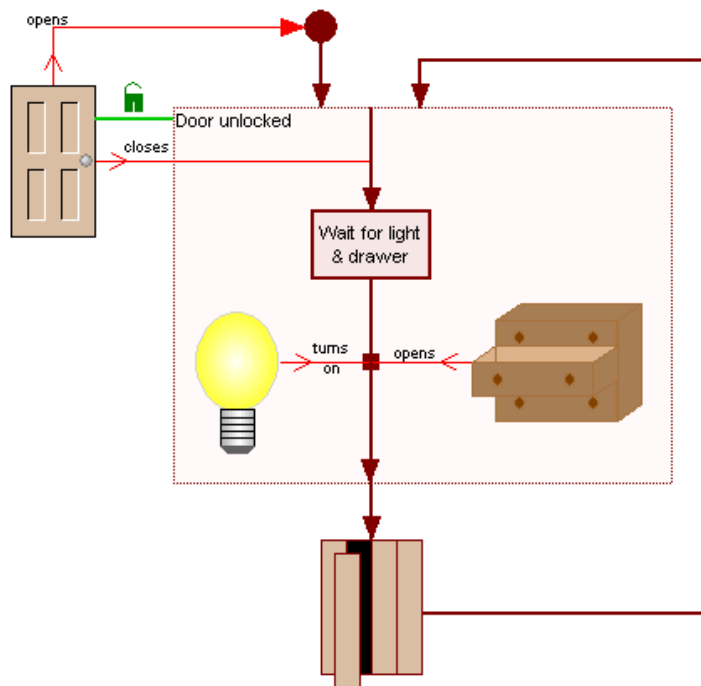 opens
Door unlocked
closes
Wait for light
& drawer
turns
on
opens